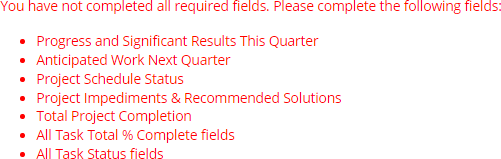 You have not completed all required fields. Please complete the following fields:
• Progress and Significant Results This Quarter
• Anticipated Work Next Quarter
• Project Schedule Status
• Project Impediments & Recommended Solutions
• Total Project Completion
• All Task Total % Complete fields
• All Task Status fields